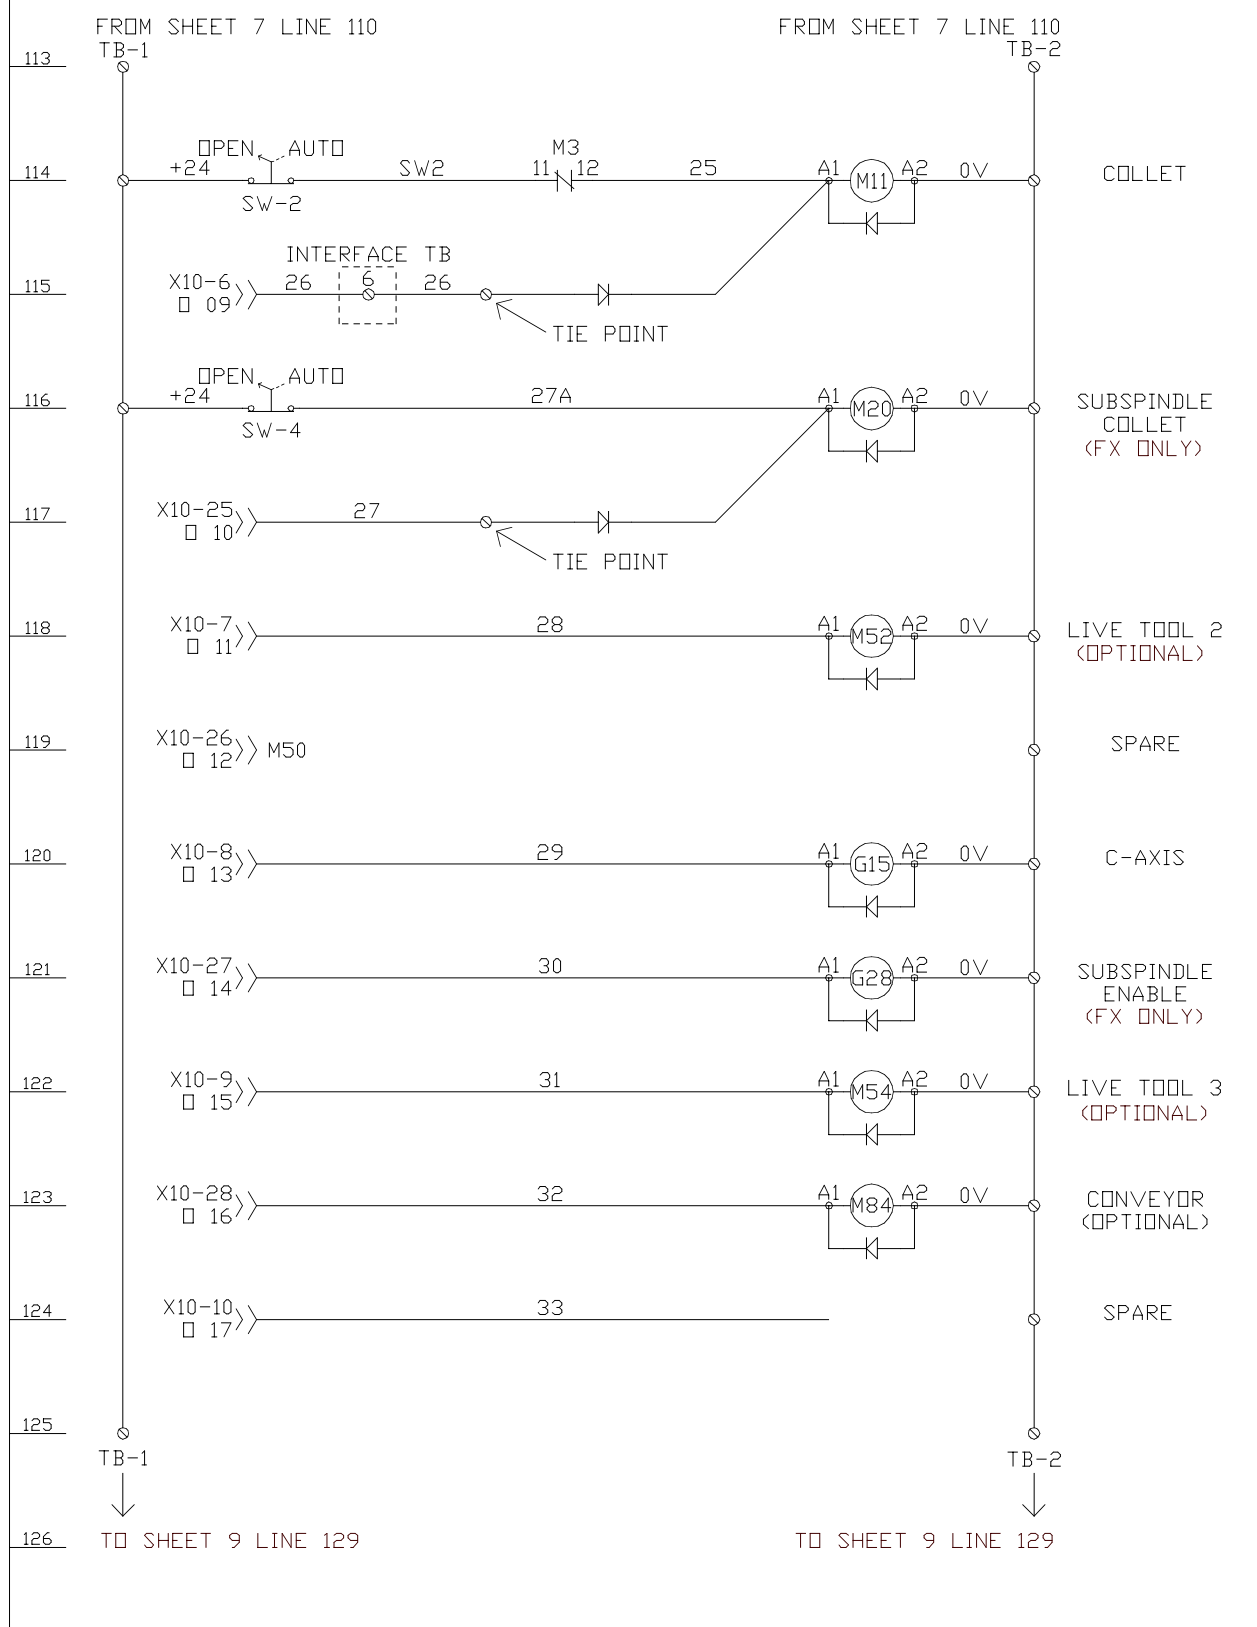 FROM SHEET 7 LINE 110
FROM SHEET 7 LINE 110
TB-1
TB-2
113
OPEN AUTO
M3
114
+24
SW2
11 12
25
A1
M11
A2
0V
COLLET
SW-2
INTERFACE TB
115
X10-6
26
6
26
O 09
TIE POINT
OPEN AUTO
116
+24
27A
A1
M20
A2
0V
SUBSPINDLE
COLLET
(FX ONLY)
SW-4
117
X10-25
27
O 10
TIE POINT
118
X10-7
28
A1
M52
A2
0V
LIVE TOOL 2
(OPTIONAL)
O 11
119
X10-26
O 12
M50
SPARE
120
X10-8
29
A1
G15
A2
0V
C-AXIS
O 13
121
X10-27
30
A1
G28
A2
0V
SUBSPINDLE
ENABLE
(FX ONLY)
O 14
122
X10-9
31
A1
M54
A2
0V
LIVE TOOL 3
(OPTIONAL)
O 15
123
X10-28
32
A1
M84
A2
0V
CONVEYOR
(OPTIONAL)
O 16
124
X10-10
33
SPARE
O 17
125
TB-1
TB-2
126
TO SHEET 9 LINE 129
TO SHEET 9 LINE 129